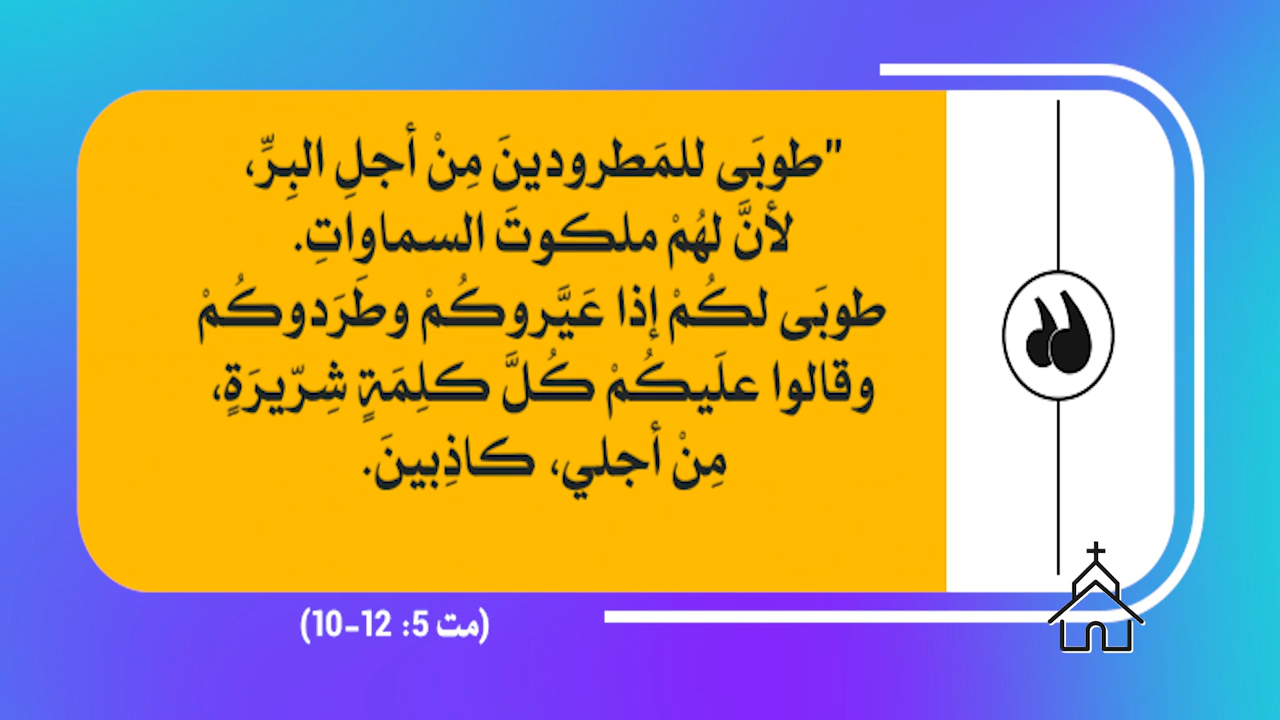 "طوبَى للمَطرودينَ مِنْ أجلِ البِرِّ،
لأنَّ لهُمْ ملكوتَ السماواتِ.
طوبَى لكُمْ إذا عَيَّروكُمْ وطَرَدوكُمْ
وقالوا علَيكُمْ كُلَّ كلِمَةٍ شِرّيرَةٍ،
مِنْ أجلي، كاذِبينَ.
(مت 5: 12-10)